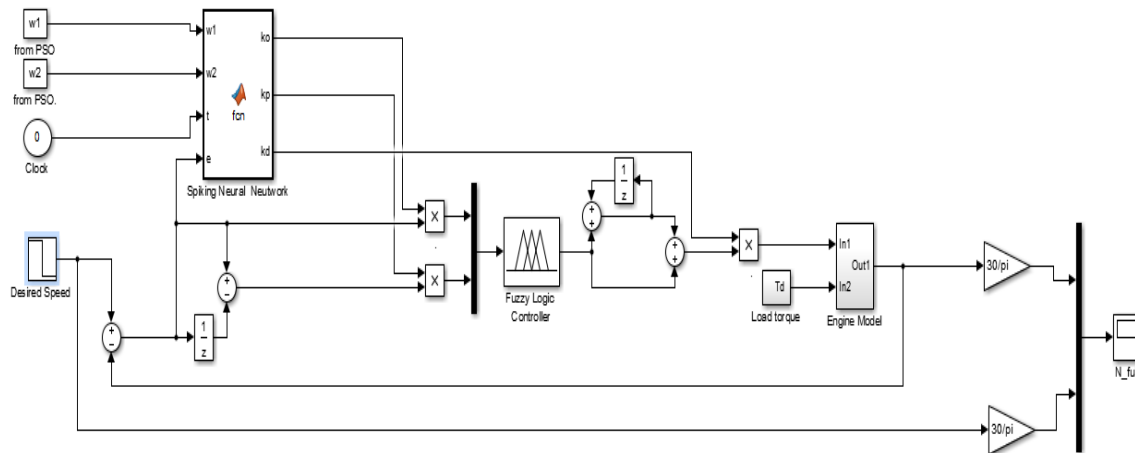 w1
from PSO
w2
from PSO.
0
Clock
w1
w2
t
e
fcn
ko
kp
kd
Spiking Neural Neutwork
Desired Speed
+
−
1
z
+
−
×
×
Fuzzy Logic
Controller
1
z
+
+
+
+
×
Td
Load torque
In1
In2
Out1
Engine Model
30/pi
30/pi
N_fu